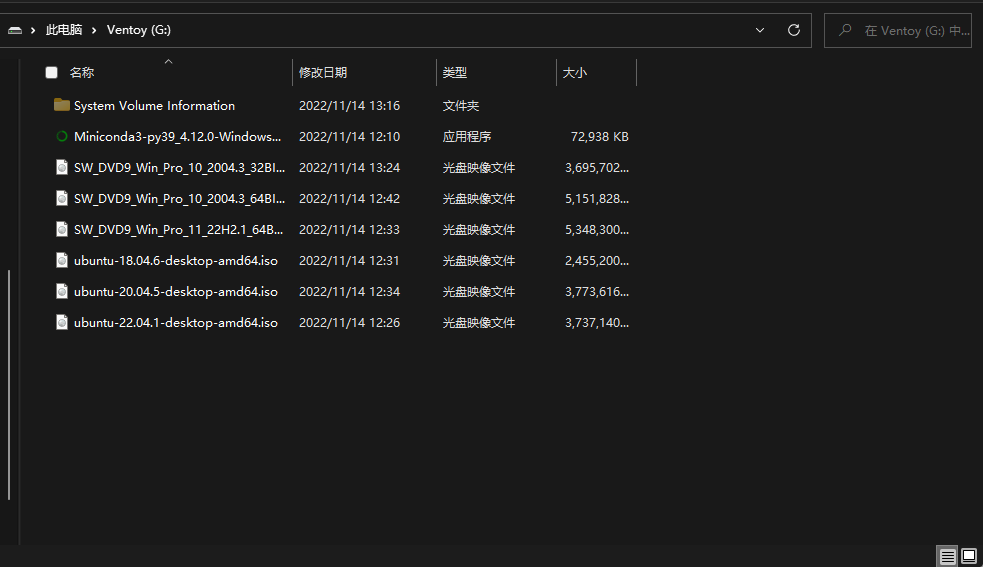 此电脑 Ventoy (G:) 在 Ventoy (G:) 中...
名称 修改日期 类型 大小
System Volume Information 2022/11/14 13:16 文件夹
Miniconda3-py39_4.12.0-Windows... 2022/11/14 12:10 应用程序 72,938 KB
SW_DVD9_Win_Pro_10_2004.3_32BI... 2022/11/14 13:24 光盘映像文件 3,695,702...
SW_DVD9_Win_Pro_10_2004.3_64BI... 2022/11/14 12:42 光盘映像文件 5,151,828...
SW_DVD9_Win_Pro_11_22H2.1_64B... 2022/11/14 12:33 光盘映像文件 5,348,300...
ubuntu-18.04.6-desktop-amd64.iso 2022/11/14 12:31 光盘映像文件 2,455,200...
ubuntu-20.04.5-desktop-amd64.iso 2022/11/14 12:34 光盘映像文件 3,773,616...
ubuntu-22.04.1-desktop-amd64.iso 2022/11/14 12:26 光盘映像文件 3,737,140...